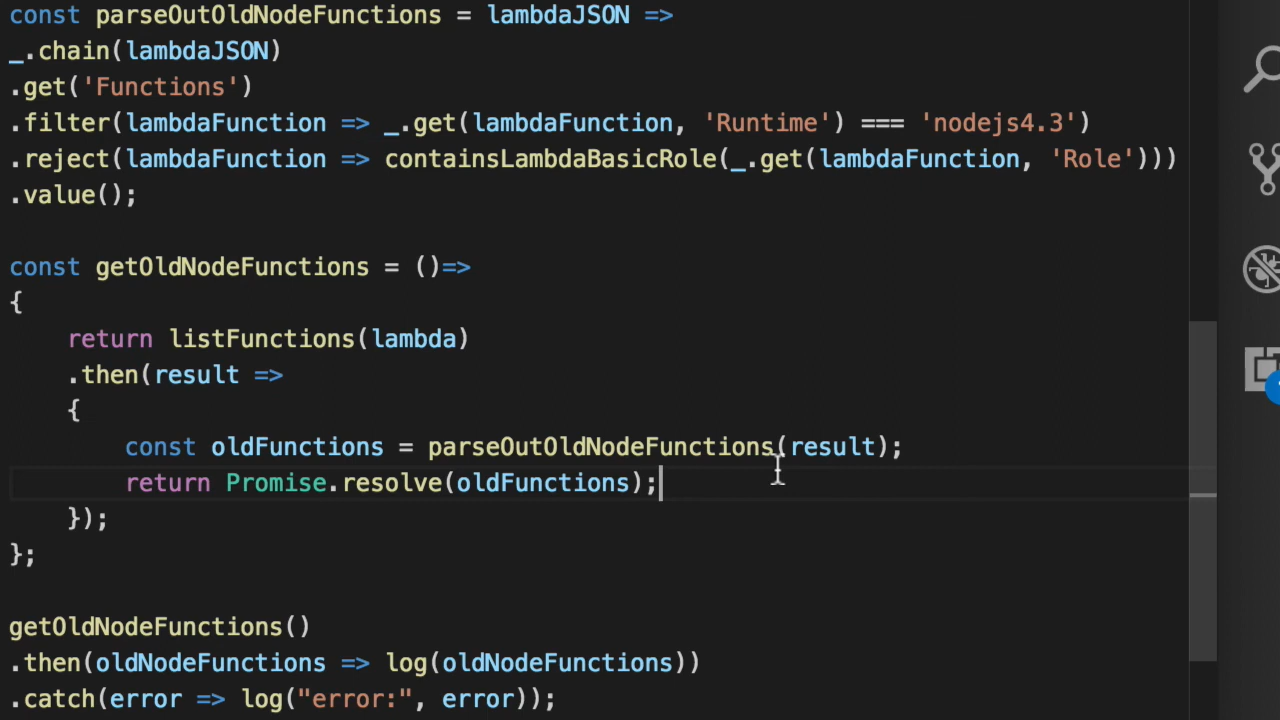 const parseOutOldNodeFunctions = lambdaJSON =>
_.chain(lambdaJSON)
.get('Functions')
.filter(lambdaFunction => _.get(lambdaFunction, 'Runtime') === 'nodejs4.3')
.reject(lambdaFunction => containsLambdaBasicRole(_.get(lambdaFunction, 'Role')))
.value();
const getOldNodeFunctions = ()=>
{
return listFunctions(lambda)
.then(result =>
{
const oldFunctions = parseOutOldNodeFunctions(result);
return Promise.resolve(oldFunctions);
});
};
getOldNodeFunctions()
.then(oldNodeFunctions => log(oldNodeFunctions))
.catch(error => log("error:", error));